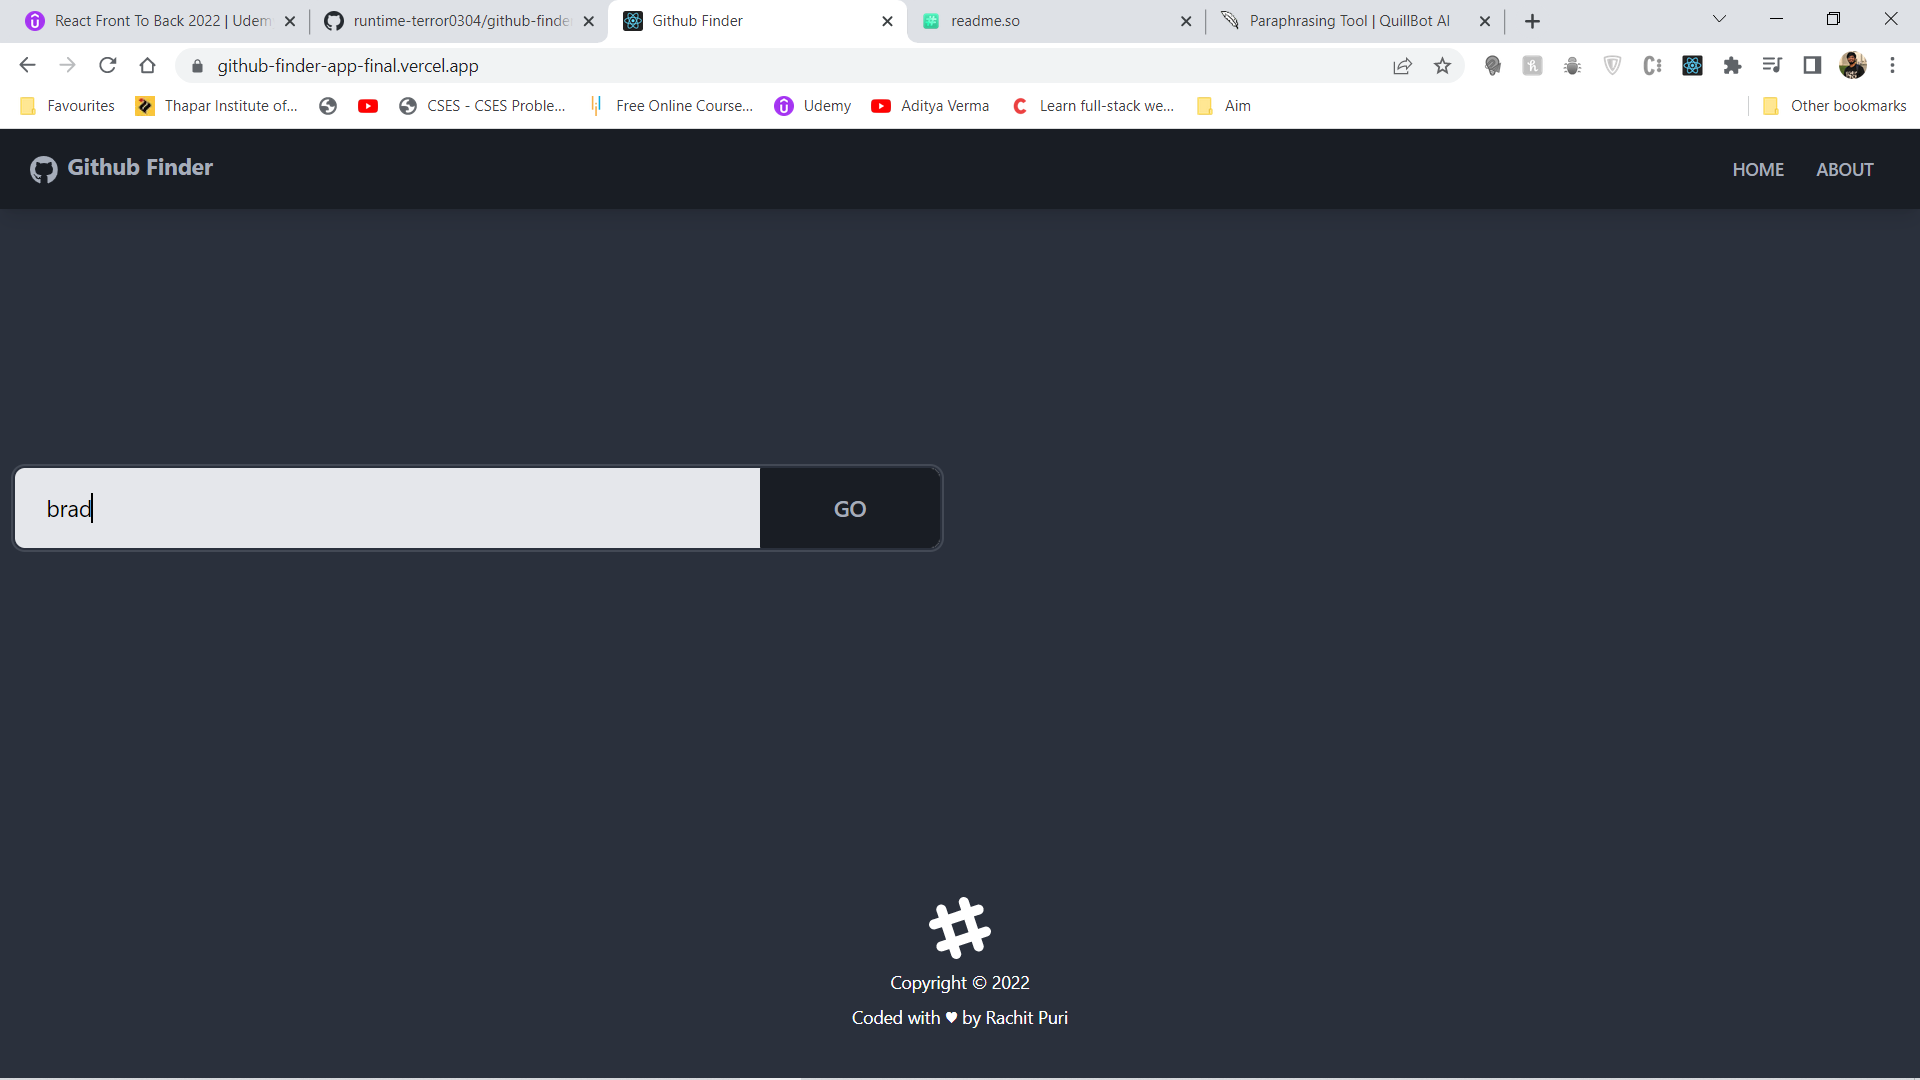 React Front To Back 2022 | Udem
runtime-terror0304/github-finde
Github Finder
readme.so
Paraphrasing Tool | QuillBot AI
github-finder-app-final.vercel.app
Favourites
Thapar Institute of...
CSES - CSES Proble...
Free Online Course...
Udemy
Aditya Verma
Learn full-stack we...
Aim
Other bookmarks
Github Finder
HOME
ABOUT
brad
GO
Copyright © 2022
Coded with ♥ by Rachit Puri